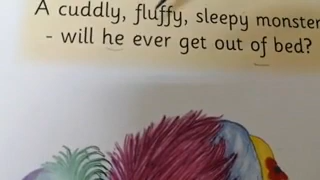 A cuddly, fluffy, sleepy monster
- will he ever get out of bed?